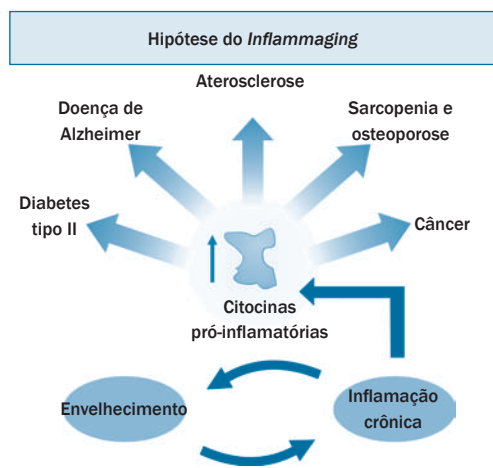 Hipótese do Inflammaging
Aterosclerose
Doença de
Alzheimer
Sarcopenia e
osteoporose
Diabetes
tipo II
Câncer
Citocinas
pró-inflamatórias
Envelhecimento
Inflamação
crônica